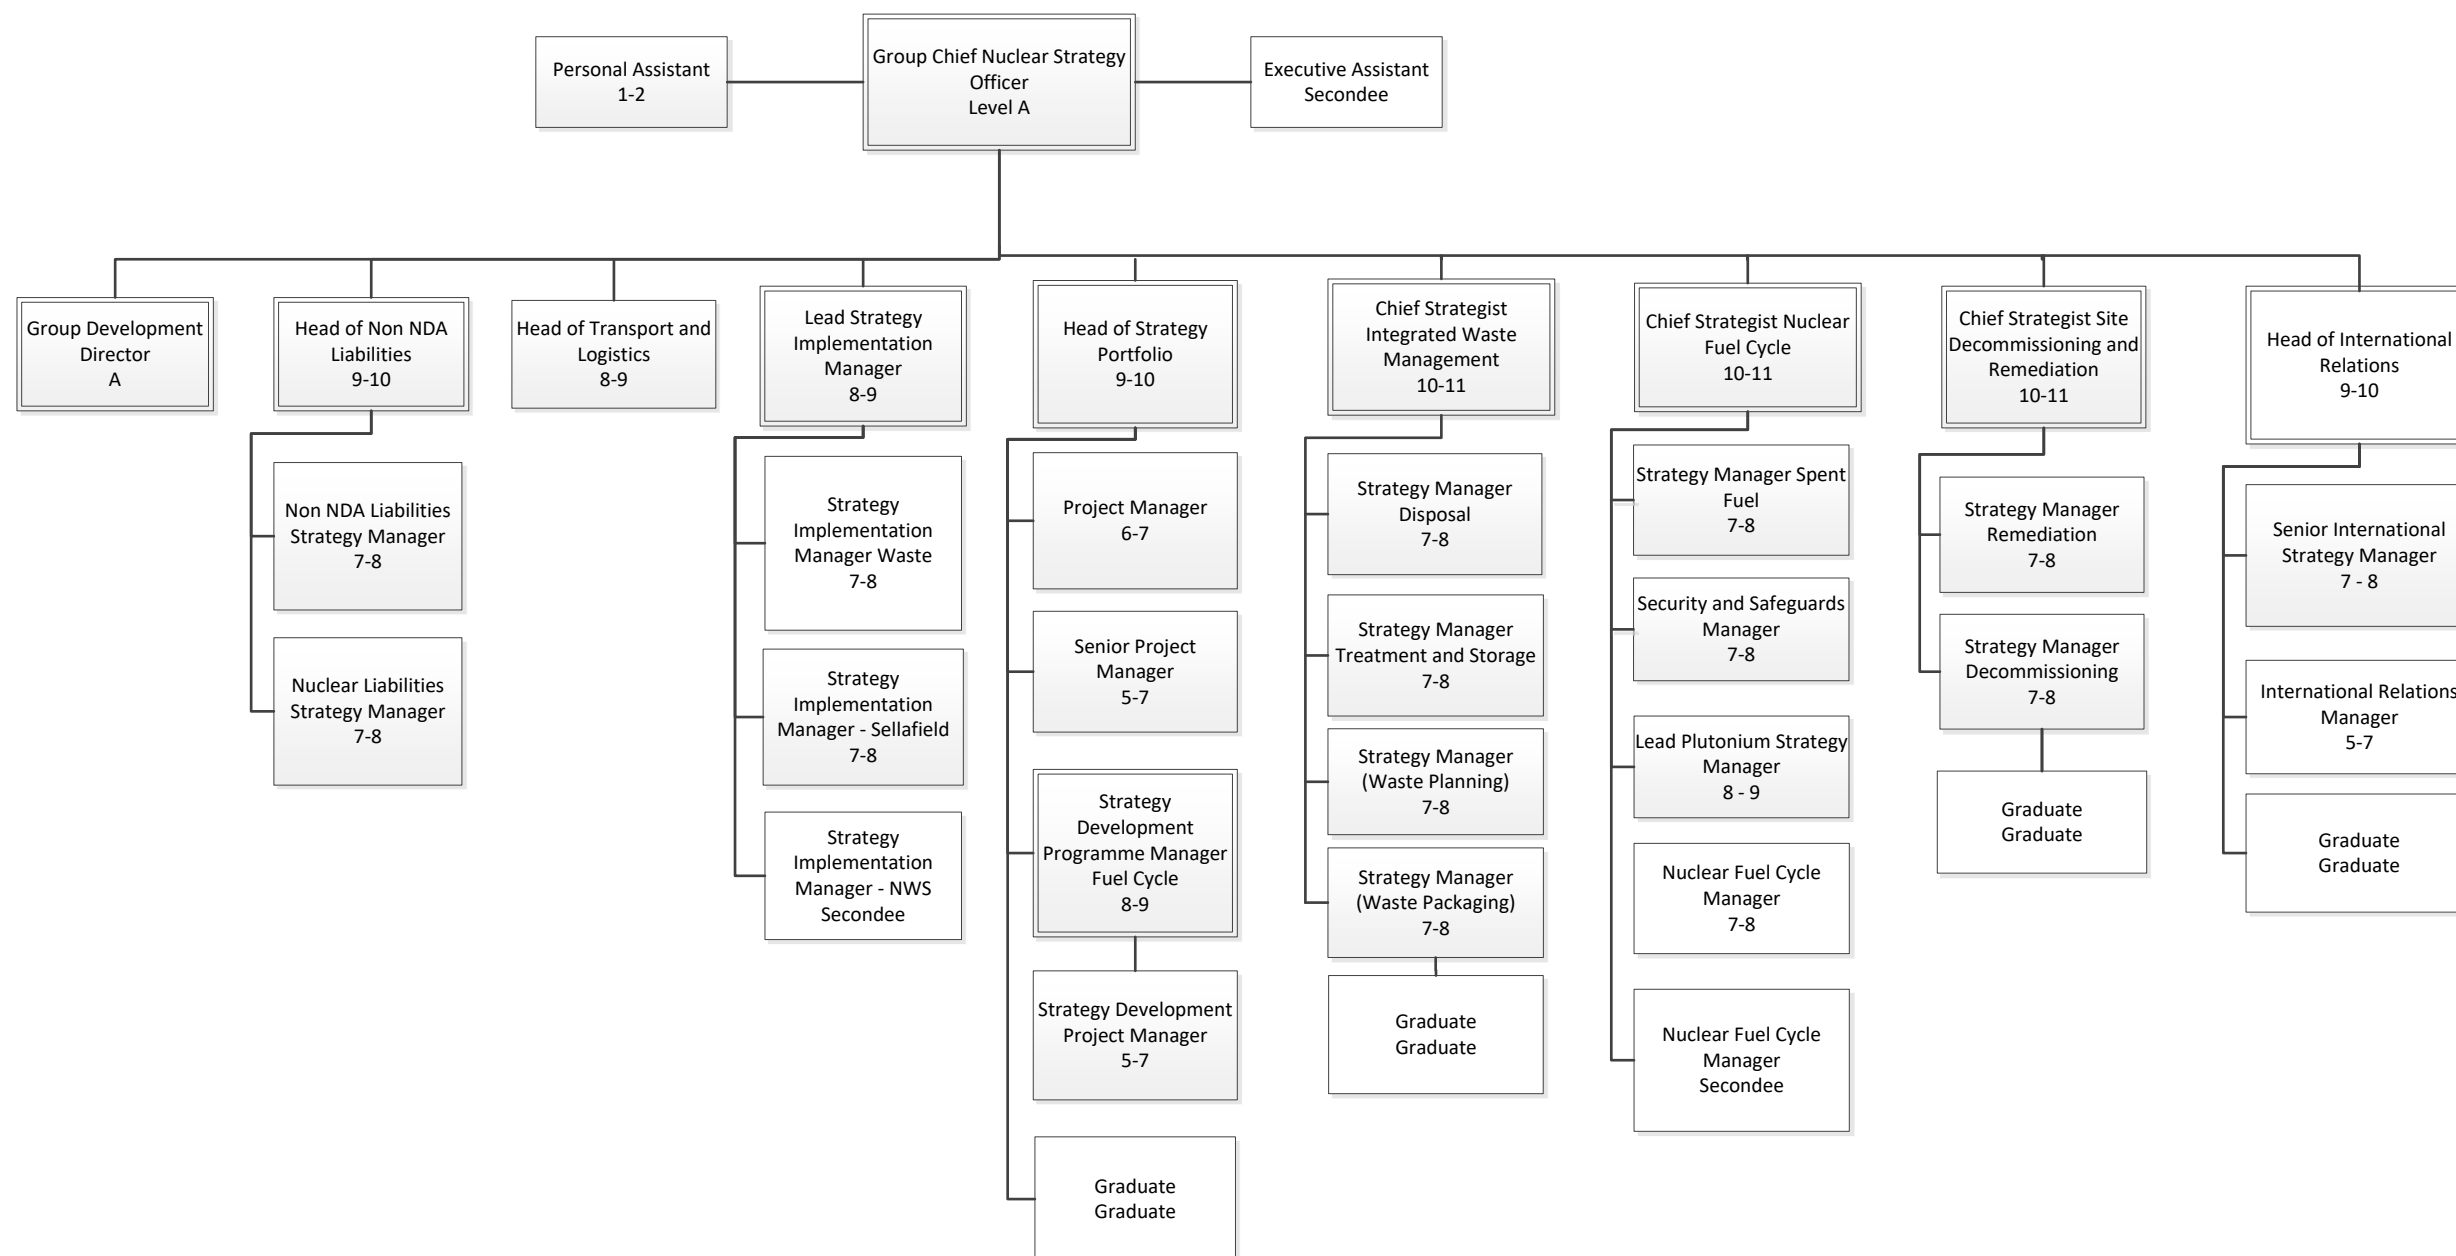 Personal Assistant
1-2
Group Chief Nuclear Strategy
Officer
Level A
Executive Assistant
Secondee
Group Development
Director
A
Head of Non NDA
Liabilities
9-10
Head of Transport and
Logistics
8-9
Lead Strategy
Implementation
Manager
8-9
Head of Strategy
Portfolio
9-10
Chief Strategist
Integrated Waste
Management
10-11
Chief Strategist Nuclear
Fuel Cycle
10-11
Chief Strategist Site
Decommissioning and
Remediation
10-11
Head of International
Relations
9-10
Non NDA Liabilities
Strategy Manager
7-8
Nuclear Liabilities
Strategy Manager
7-8
Strategy
Implementation
Manager Waste
7-8
Strategy
Implementation
Manager - Sellafield
7-8
Strategy
Implementation
Manager - NWS
Secondee
Project Manager
6-7
Senior Project
Manager
5-7
Strategy
Development
Programme Manager
Fuel Cycle
8-9
Strategy Development
Project Manager
5-7
Graduate
Graduate
Strategy Manager
Disposal
7-8
Strategy Manager
Treatment and Storage
7-8
Strategy Manager
(Waste Planning)
7-8
Strategy Manager
(Waste Packaging)
7-8
Graduate
Graduate
Strategy Manager Spent
Fuel
7-8
Security and Safeguards
Manager
7-8
Lead Plutonium Strategy
Manager
8 - 9
Nuclear Fuel Cycle
Manager
7-8
Nuclear Fuel Cycle
Manager
Secondee
Strategy Manager
Remediation
7-8
Strategy Manager
Decommissioning
7-8
Graduate
Graduate
Senior International
Strategy Manager
7 - 8
International Relations
Manager
5-7
Graduate
Graduate